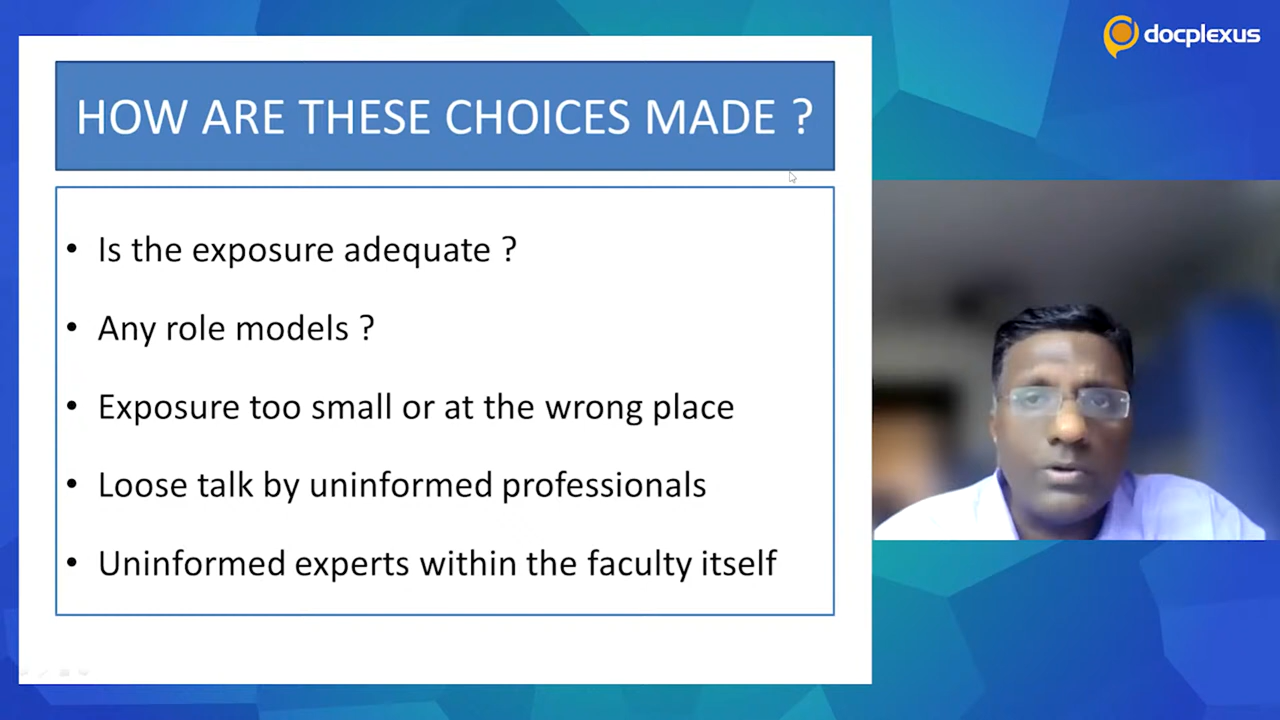 docplexus
HOW ARE THESE CHOICES MADE ?
• Is the exposure adequate ?
• Any role models ?
• Exposure too small or at the wrong place
• Loose talk by uninformed professionals
• Uninformed experts within the faculty itself